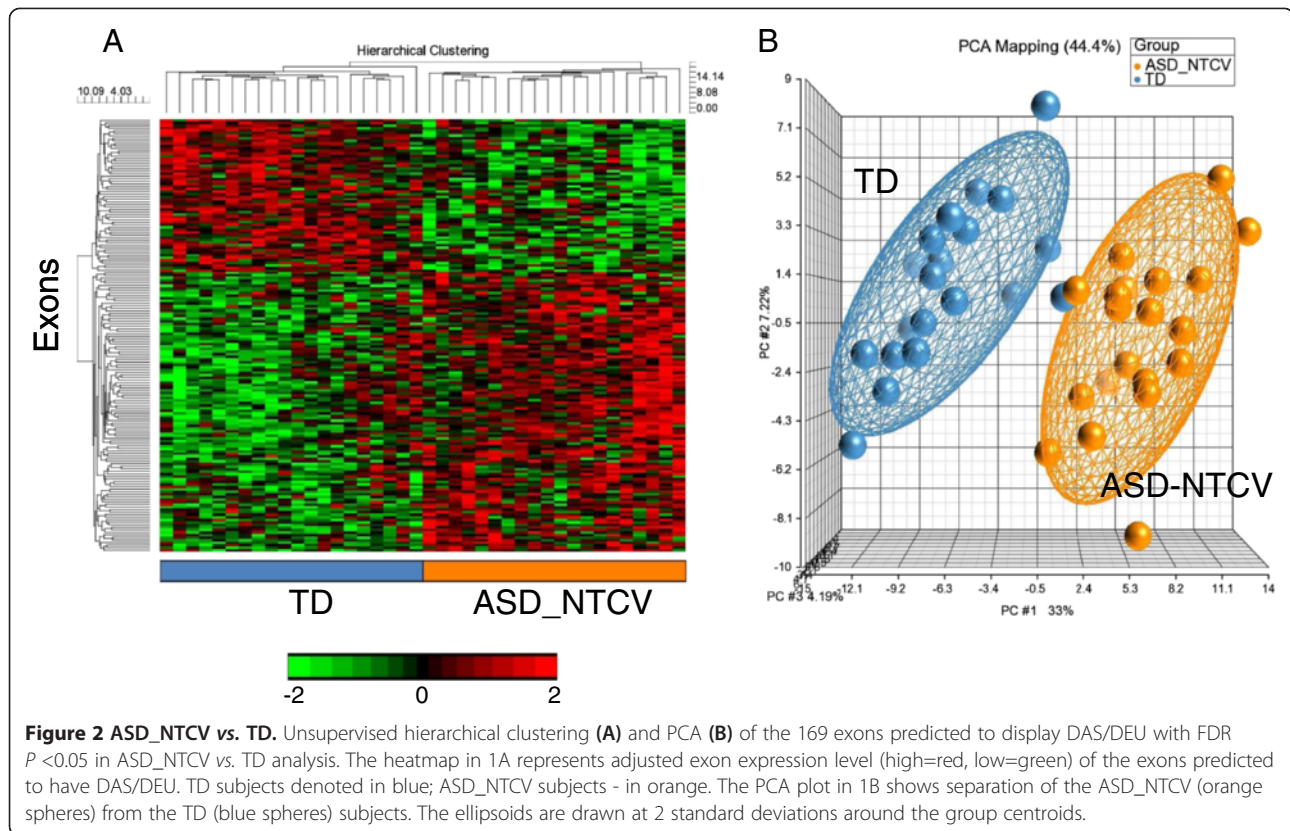 A
Hierarchical Clustering
10.09 4.03
14.14
8.08
0.00
Exons
TD
ASD_NTCV
-2
0
2
B
PCA Mapping (44.4%)
Group
ASD_NTCV
TD
9
7.1
5.2
3.3
1.4
-0.5
-2.4
-4.3
-6.2
-8.1
-10
PC #2 7.22%
TD
ASD-NTCV
-12.1
-9.2
-6.3
-3.4
-0.5
2.4
5.3
8.2
11.1
14
PC #3 4.19%
PC #1 33%
Figure 2 ASD_NTCV vs. TD. Unsupervised hierarchical clustering (A) and PCA (B) of the 169 exons predicted to display DAS/DEU with FDR
P <0.05 in ASD_NTCV vs. TD analysis. The heatmap in 1A represents adjusted exon expression level (high=red, low=green) of the exons predicted
to have DAS/DEU. TD subjects denoted in blue; ASD_NTCV subjects - in orange. The PCA plot in 1B shows separation of the ASD_NTCV (orange
spheres) from the TD (blue spheres) subjects. The ellipsoids are drawn at 2 standard deviations around the group centroids.